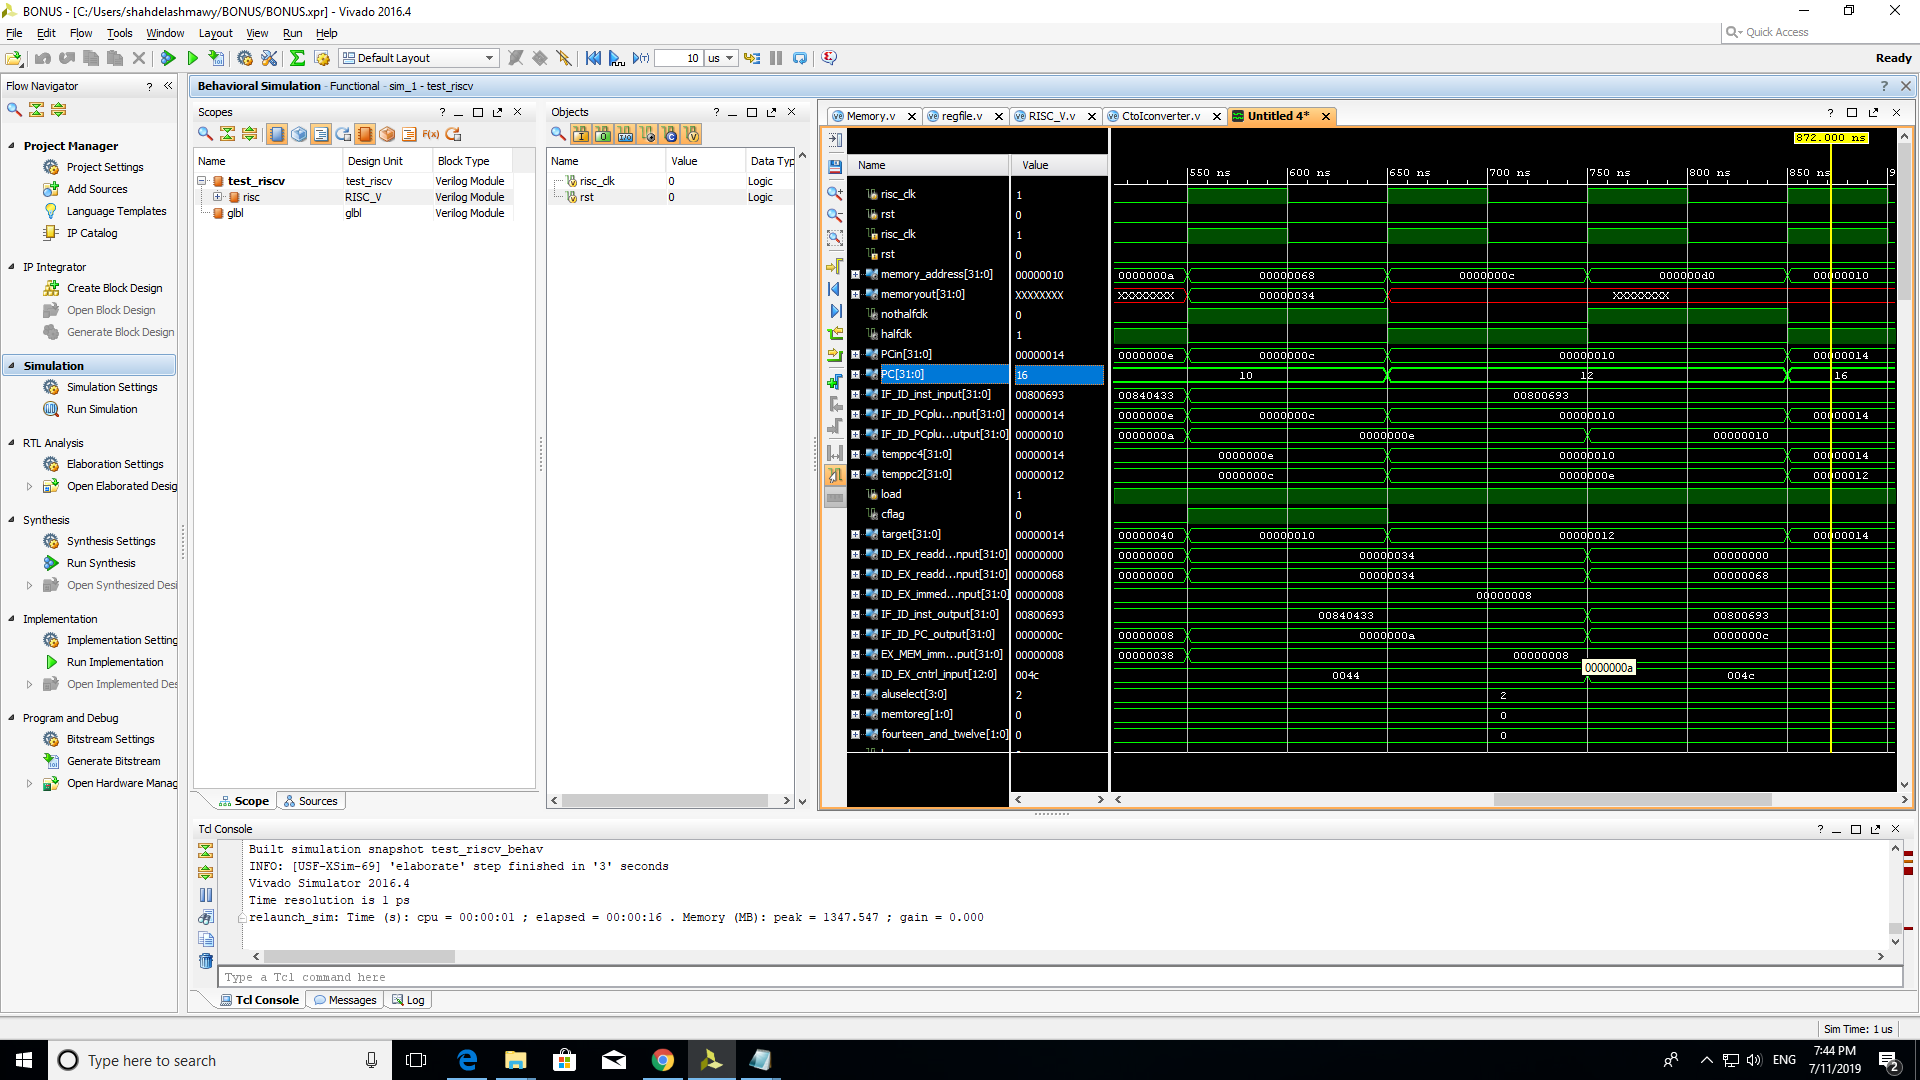 BONUS - [C:/Users/shahdelashmawy/BONUS/BONUS.xpr] - Vivado 2016.4
File Edit Flow Tools Window Layout View Run Help
Quick Access
Default Layout
10 us
Ready
Flow Navigator
Project Manager
Project Settings
Add Sources
Language Templates
IP Catalog
IP Integrator
Create Block Design
Open Block Design
Generate Block Design
Simulation
Simulation Settings
Run Simulation
RTL Analysis
Elaboration Settings
Open Elaborated Desig
Synthesis
Synthesis Settings
Run Synthesis
Open Synthesized Desi
Implementation
Implementation Setting
Run Implementation
Open Implemented Des
Program and Debug
Bitstream Settings
Generate Bitstream
Open Hardware Manag
Behavioral Simulation - Functional - sim_1 - test_riscv
Scopes
Name Design Unit Block Type
test_riscv test_riscv Verilog Module
risc RISC_V Verilog Module
glbl glbl Verilog Module
Scope Sources
Objects
Name Value Data Typ
risc_clk 0 Logic
rst 0 Logic
Memory.v regfile.v RISC_V.v CtoIconverter.v Untitled 4*
872.000 ns
Name Value
550 ns 600 ns 650 ns 700 ns 750 ns 800 ns 850 ns 9
risc_clk 1
rst 0
risc_clk 1
rst 0
memory_address[31:0] 00000010 0000000a 00000068 0000000c 000000d0 00000010
memoryout[31:0] XXXXXXXX XXXXXXXX 00000034 XXXXXXXX
nothalfclk 0
halfclk 1
PCin[31:0] 00000014 0000000e 0000000c 00000010 00000014
PC[31:0] 16 10 12 16
IF_ID_inst_input[31:0] 00800693 00840433 00800693
IF_ID_PCplu...nput[31:0] 00000014 0000000e 0000000c 00000010 00000014
IF_ID_PCplu...utput[31:0] 00000010 0000000a 0000000e 00000010
temppc4[31:0] 00000014 0000000e 00000010 00000014
temppc2[31:0] 00000012 0000000c 0000000e 00000012
load 1
cflag 0
target[31:0] 00000014 00000040 00000010 00000012 00000014
ID_EX_readd...nput[31:0] 00000000 00000000 00000034 00000000
ID_EX_readd...nput[31:0] 00000068 00000000 00000034 00000068
ID_EX_immed...nput[31:0] 00000008 00000008
IF_ID_inst_output[31:0] 00800693 00840433 00800693
IF_ID_PC_output[31:0] 0000000c 00000008 0000000a 0000000c
EX_MEM_imm...put[31:0] 00000008 00000038 00000008
0000000a
ID_EX_cntrl_input[12:0] 004c 0044 004c
aluselect[3:0] 2 2
memtoreg[1:0] 0 0
fourteen_and_twelve[1:0] 0 0
Tcl Console
Built simulation snapshot test_riscv_behav
INFO: [USF-XSim-69] 'elaborate' step finished in '3' seconds
Vivado Simulator 2016.4
Time resolution is 1 ps
relaunch_sim: Time (s): cpu = 00:00:01 ; elapsed = 00:00:16 . Memory (MB): peak = 1347.547 ; gain = 0.000
Type a Tcl command here
Tcl Console Messages Log
Sim Time: 1 us
Type here to search
ENG
7:44 PM
7/11/2019
2